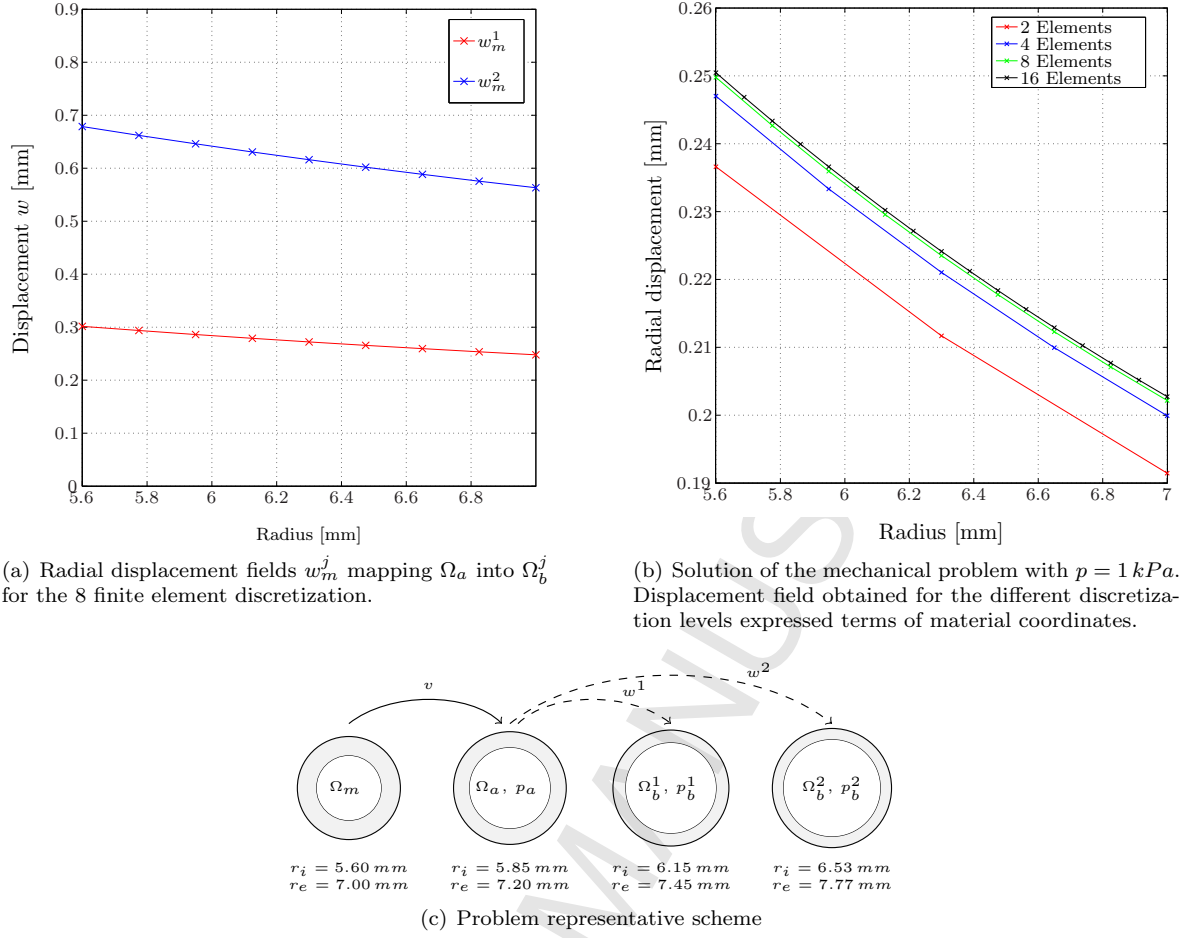 0.9
0.8
0.7
0.6
0.5
0.4
0.3
0.2
0.1
0
5.6
5.8
6
6.2
6.4
6.6
6.8
Displacement w [mm]
Radius [mm]
w_m^1
w_m^2
(a) Radial displacement fields w_m^j mapping Ω_a into Ω_b^j
for the 8 finite element discretization.
0.26
0.25
0.24
0.23
0.22
0.21
0.2
0.19
5.6
5.8
6
6.2
6.4
6.6
6.8
7
Radial displacement [mm]
Radius [mm]
2 Elements
4 Elements
8 Elements
16 Elements
(b) Solution of the mechanical problem with p = 1 kPa.
Displacement field obtained for the different discretiza-
tion levels expressed terms of material coordinates.
v
w^1
w^2
Ω_m
Ω_a, p_a
Ω_b^1, p_b^1
Ω_b^2, p_b^2
r_i = 5.60 mm
r_e = 7.00 mm
r_i = 5.85 mm
r_e = 7.20 mm
r_i = 6.15 mm
r_e = 7.45 mm
r_i = 6.53 mm
r_e = 7.77 mm
(c) Problem representative scheme
MANUS